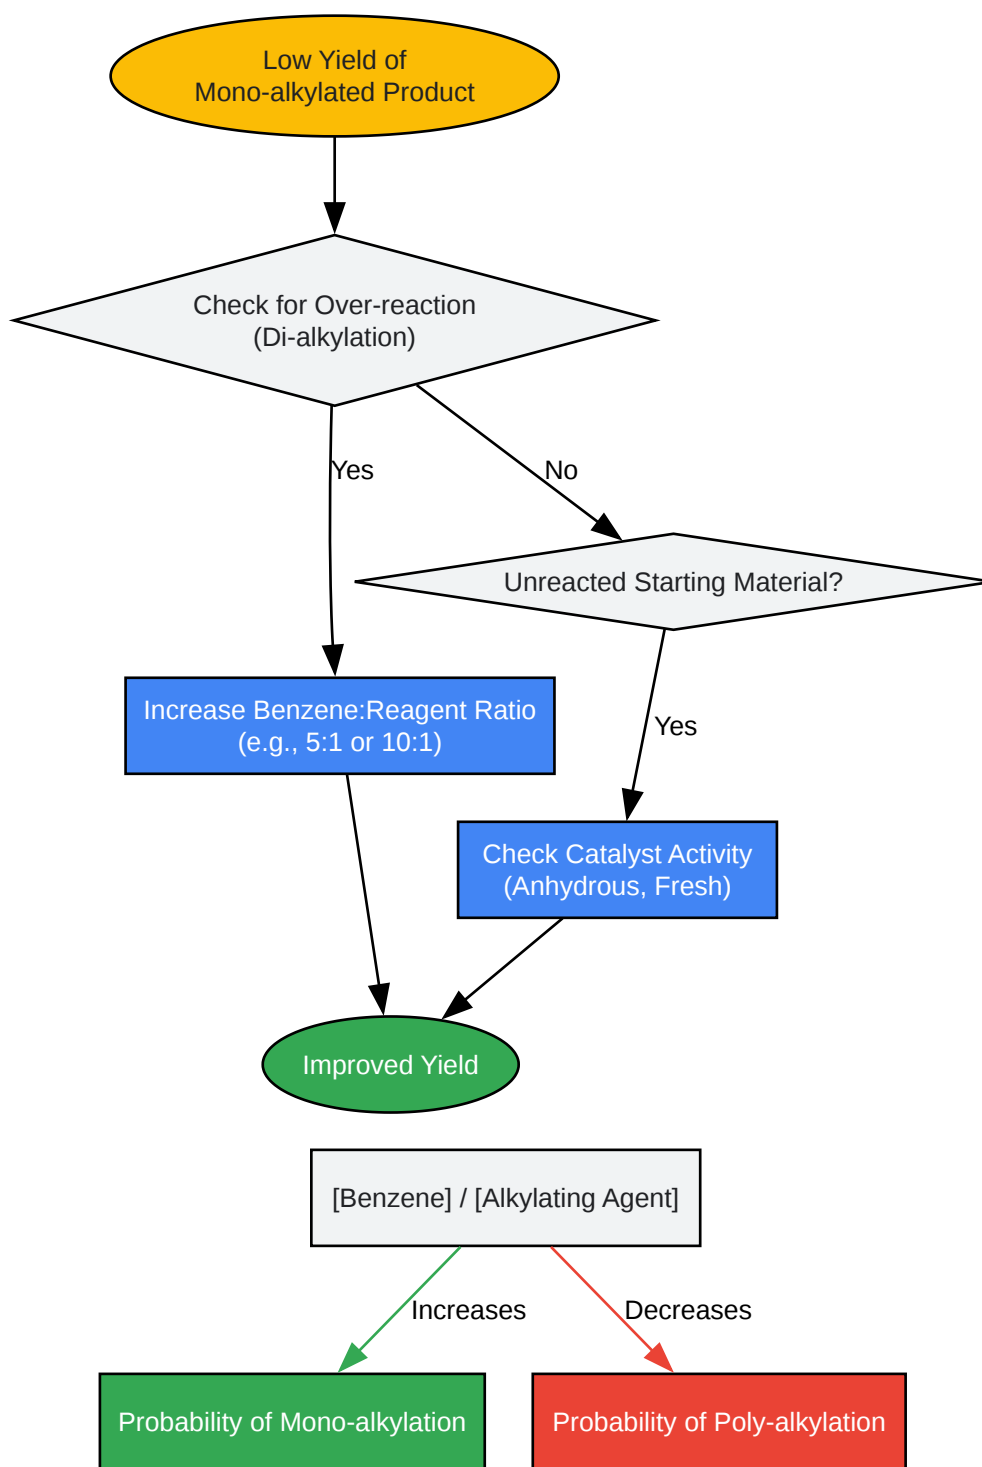 Low Yield of
Mono-alkylated Product
Check for Over-reaction
(Di-alkylation)
Yes
No
Unreacted Starting Material?
Increase Benzene:Reagent Ratio
(e.g., 5:1 or 10:1)
Yes
Check Catalyst Activity
(Anhydrous, Fresh)
Improved Yield
[Benzene] / [Alkylating Agent]
Increases
Decreases
Probability of Mono-alkylation
Probability of Poly-alkylation